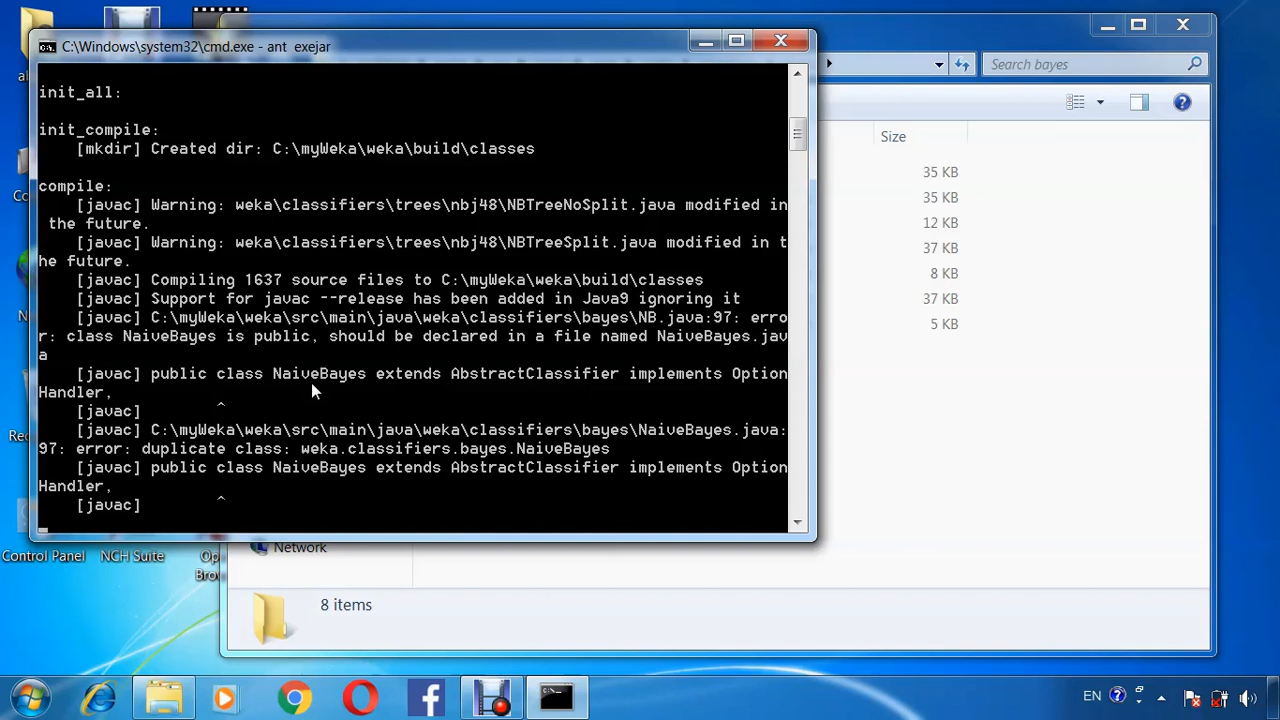 C:\Windows\system32\cmd.exe - ant exejar
Search bayes
init_all:
init_compile:
[mkdir] Created dir: C:\myWeka\weka\build\classes
compile:
[javac] Warning: weka\classifiers\trees\nbj48\NBTreeNoSplit.java modified in
the future.
[javac] Warning: weka\classifiers\trees\nbj48\NBTreeSplit.java modified in t
he future.
[javac] Compiling 1637 source files to C:\myWeka\weka\build\classes
[javac] Support for javac --release has been added in Java9 ignoring it
[javac] C:\myWeka\weka\src\main\java\weka\classifiers\bayes\NB.java:97: erro
r: class NaiveBayes is public, should be declared in a file named NaiveBayes.jav
a
[javac] public class NaiveBayes extends AbstractClassifier implements Option
Handler,
[javac] ^
[javac] C:\myWeka\weka\src\main\java\weka\classifiers\bayes\NaiveBayes.java:
97: error: duplicate class: weka.classifiers.bayes.NaiveBayes
[javac] public class NaiveBayes extends AbstractClassifier implements Option
Handler,
[javac] ^
Size
35 KB
35 KB
12 KB
37 KB
8 KB
37 KB
5 KB
Network
8 items
Control Panel
NCH Suite
EN